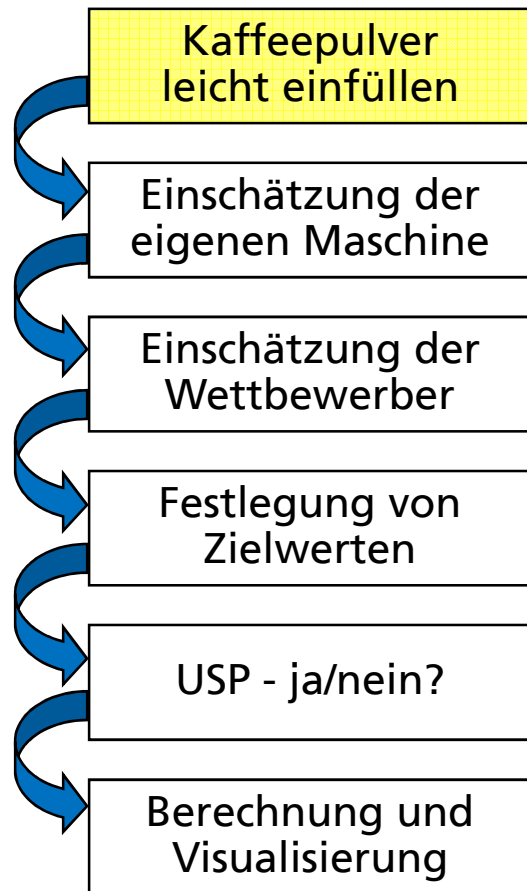 Kaffeepulver
leicht einfüllen
Einschätzung der
eigenen Maschine
Einschätzung der
Wettbewerber
Festlegung von
Zielwerten
USP - ja/nein?
Berechnung und
Visualisierung